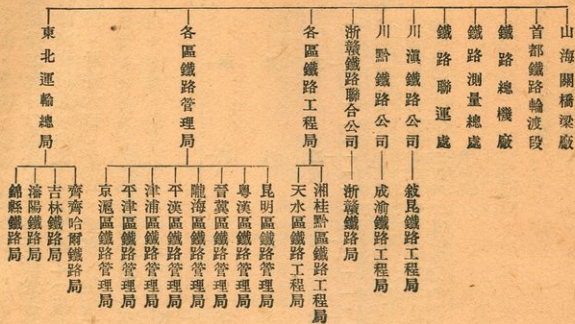 山海關橋梁廠
首都鐵路輪渡段
鐵路總機廠
鐵路測量總處
鐵路聯運處
川滇鐵路公司
敍昆鐵路工程局
川黔鐵路公司
成渝鐵路工程局
浙贛鐵路聯合公司
浙贛鐵路局
各區鐵路工程局
湘桂黔區鐵路工程局
天水區鐵路工程局
各區鐵路管理局
昆明區鐵路管理局
粵漢區鐵路管理局
晉冀區鐵路管理局
隴海區鐵路管理局
平漢區鐵路管理局
津浦區鐵路管理局
平津區鐵路管理局
京滬區鐵路管理局
東北運輸總局
齊齊哈爾鐵路局
吉林鐵路局
瀋陽鐵路局
錦縣鐵路局